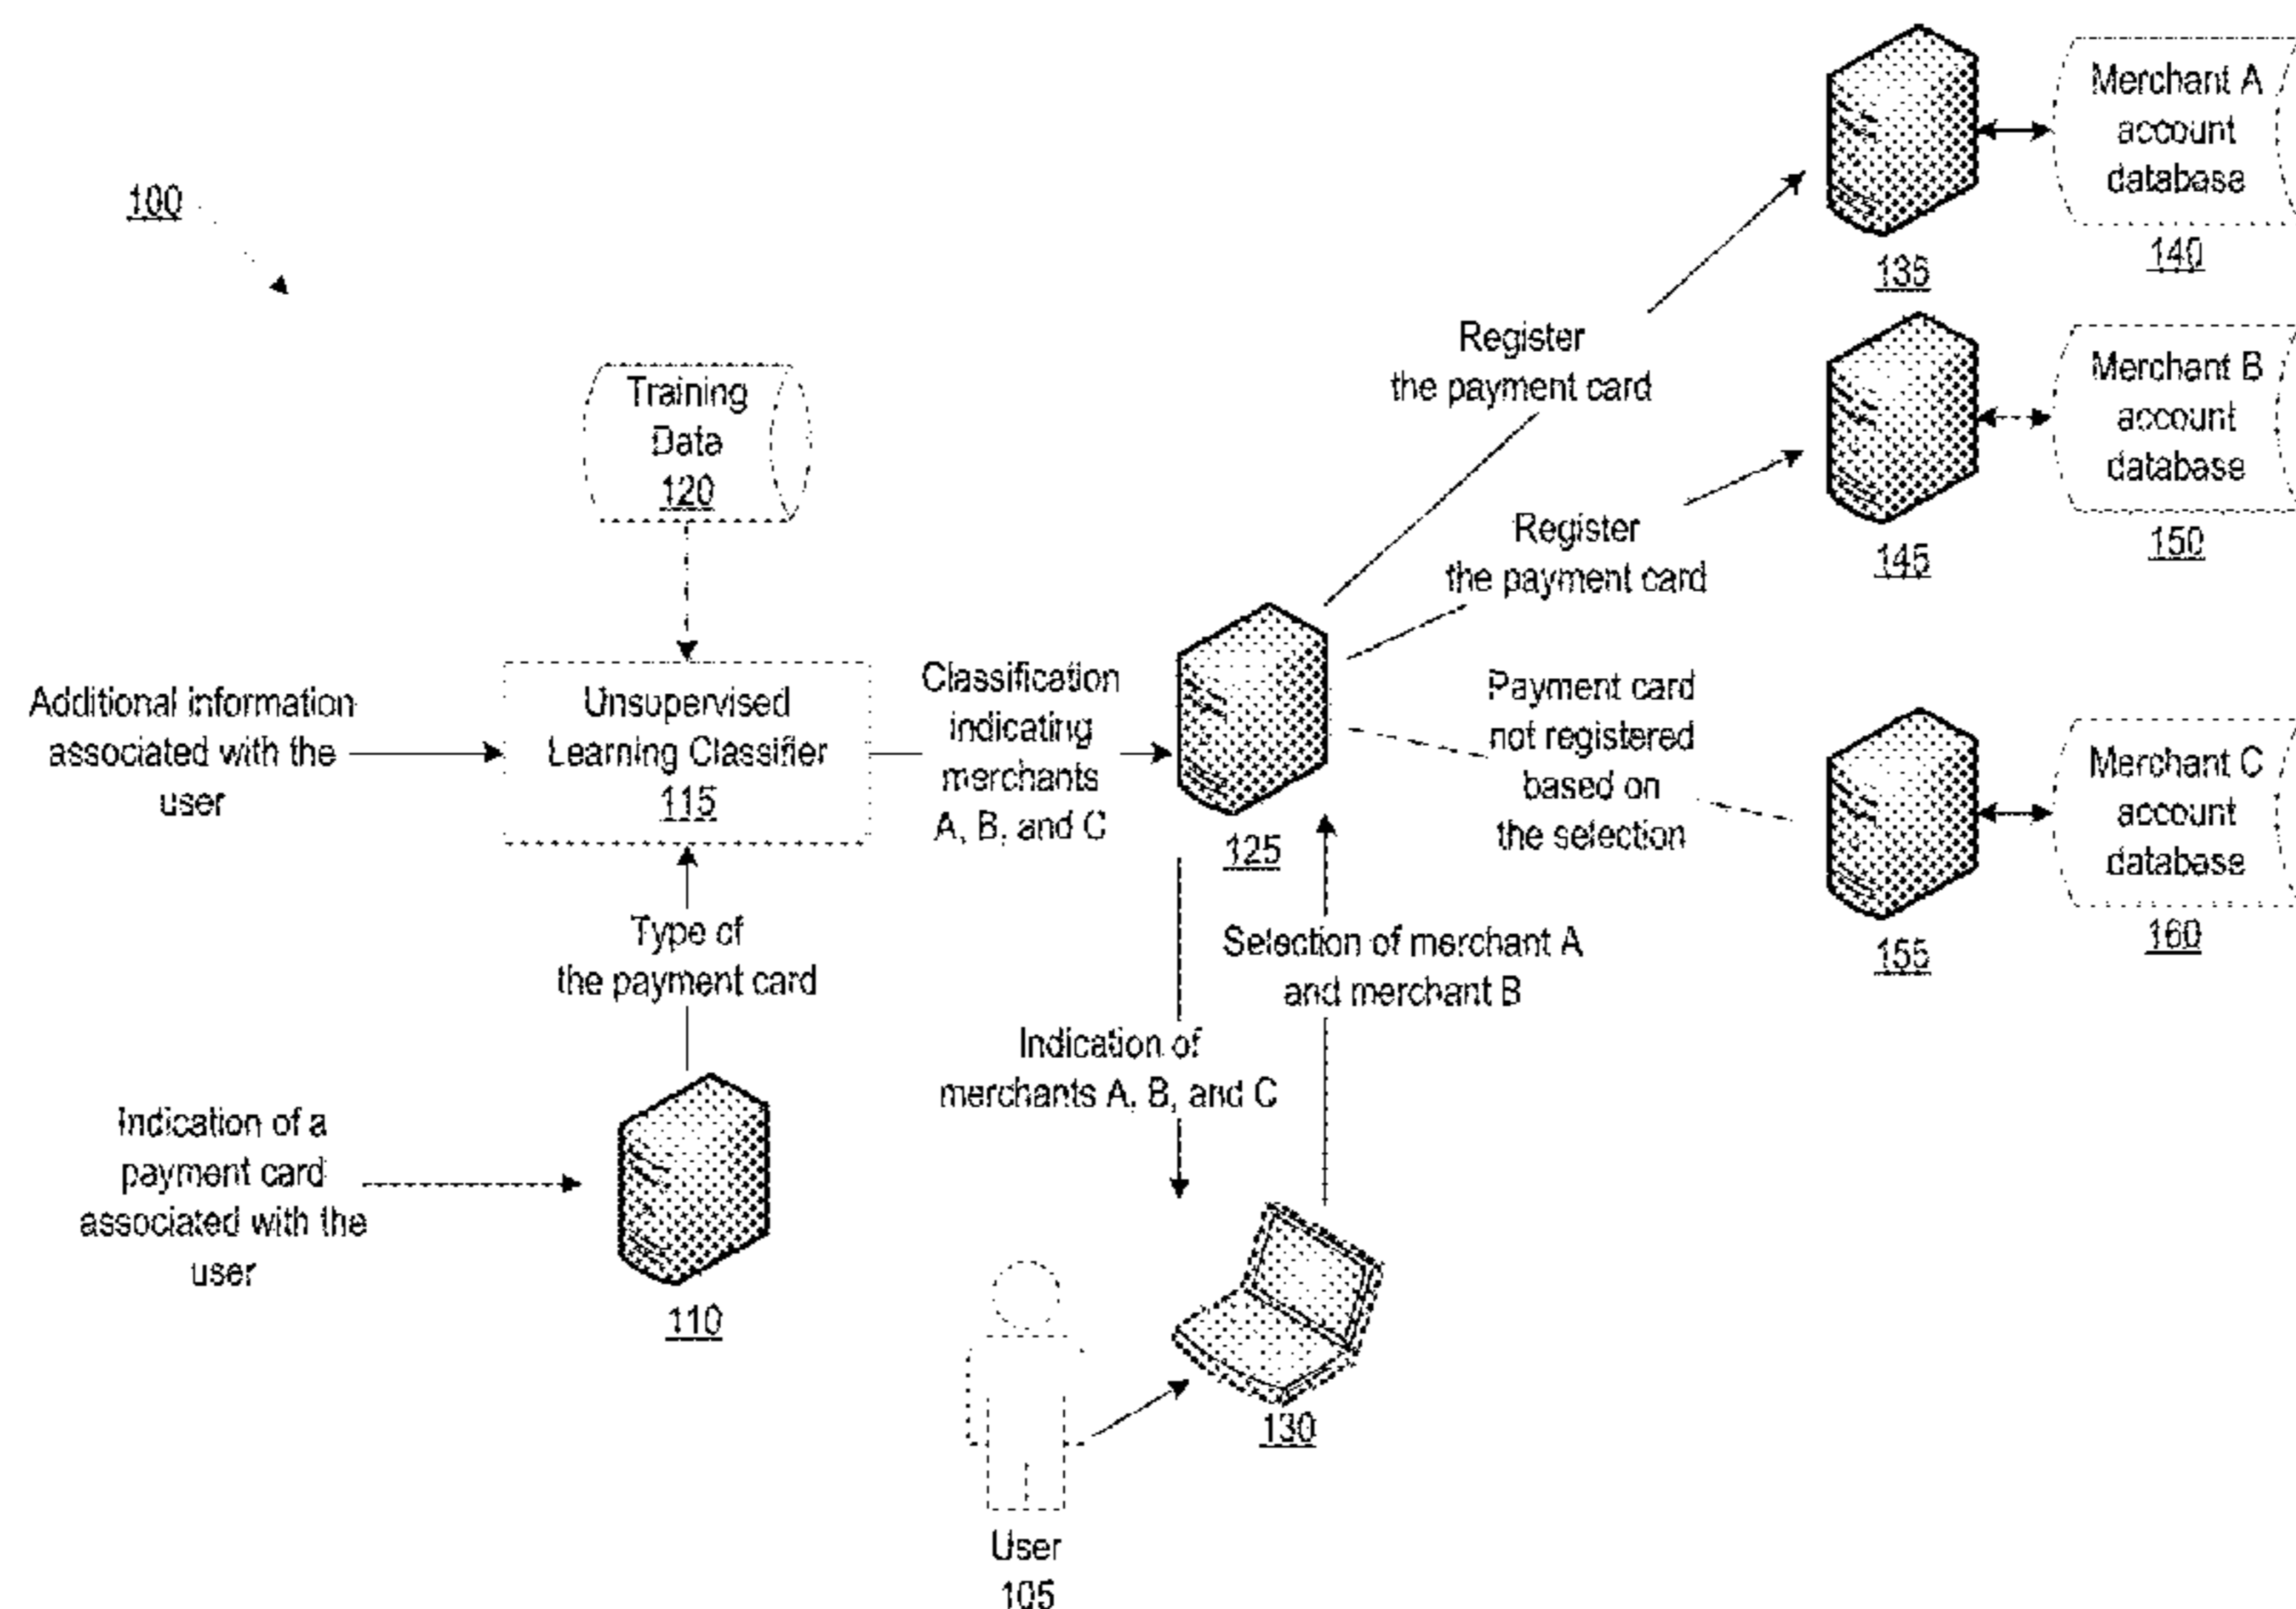 100
Training
Data
120
Additional information
associated with the
user
Unsupervised
Learning Classifier
115
Classification
indicating
merchants
A, B, and C
125
Type of
the payment card
Indication of a
payment card
associated with the
user
110
Indication of
merchants A, B, and C
Selection of merchant A
and merchant B
130
User
105
Register
the payment card
Register
the payment card
Payment card
not registered
based on
the selection
135
Merchant A
account
database
140
145
Merchant B
account
database
150
155
Merchant C
account
database
160